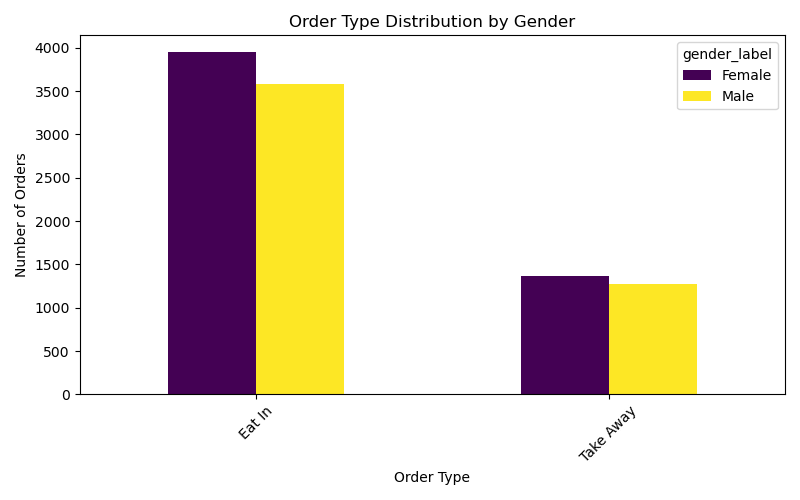 Order Type Distribution by Gender
gender_label
Female
Male
4000
3500
3000
2500
2000
1500
1000
500
0
Number of Orders
Eat In
Take Away
Order Type